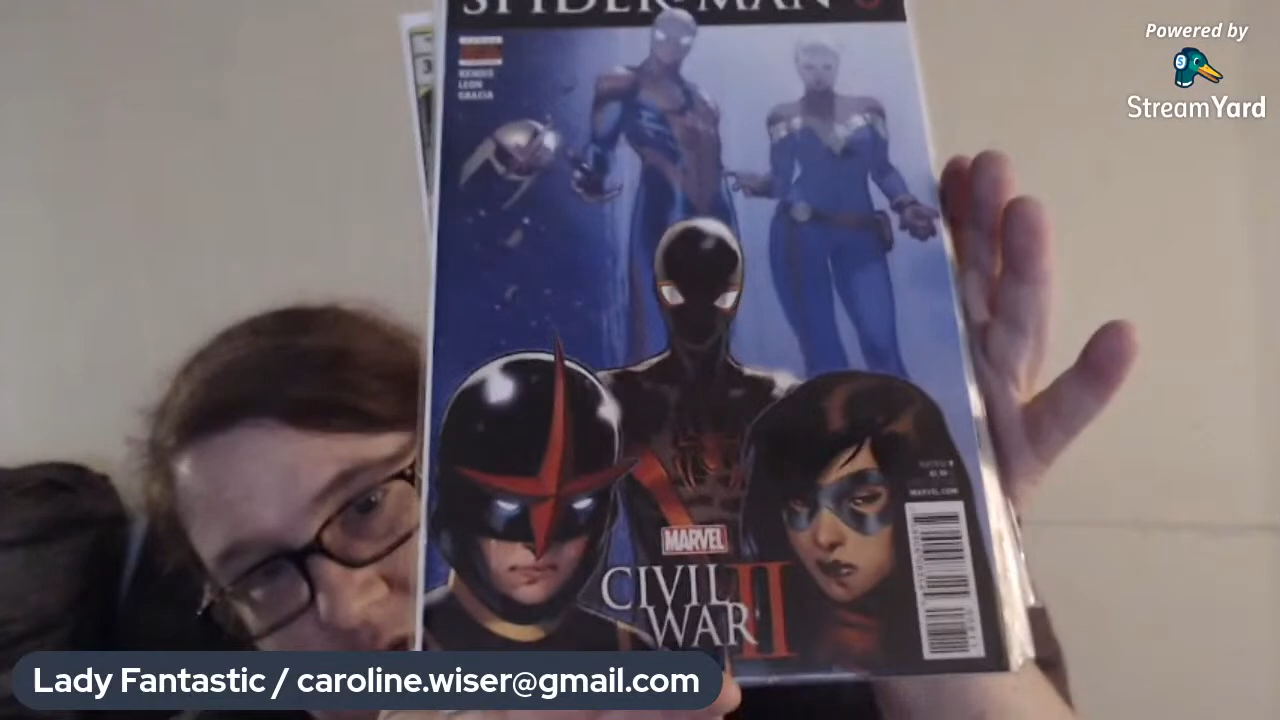 SPIDER-MAN
Powered by
StreamYard
BENDIS
LEON
GRACIA
MARVEL.COM
MARVEL
CIVIL
WAR II
Lady Fantastic / caroline.wiser@gmail.com